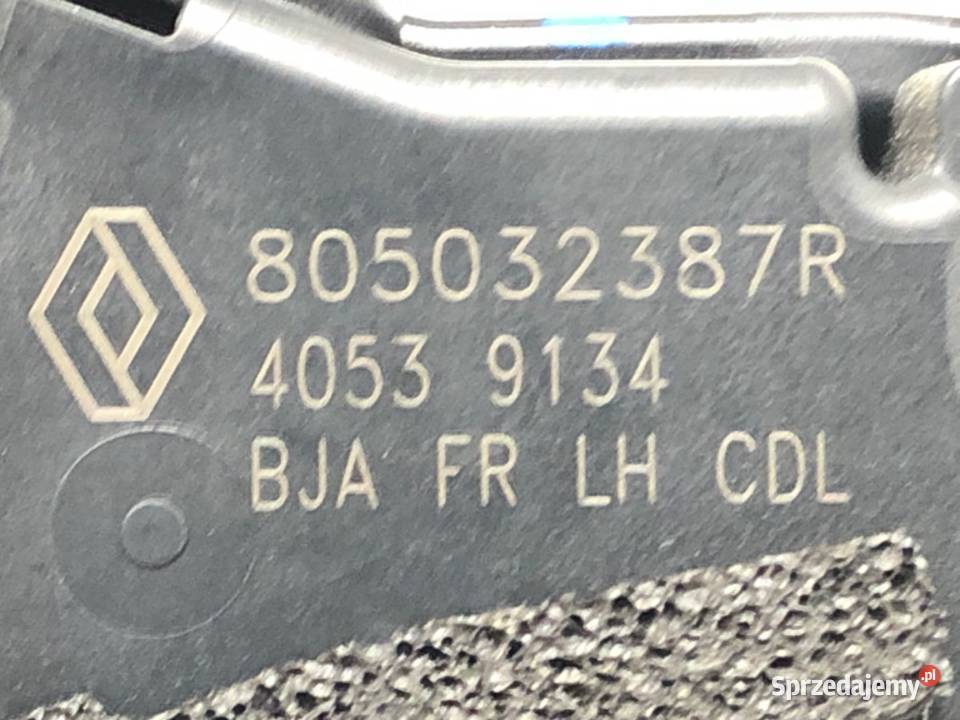 805032387R
4053 9134
BJA FR LH CDL
Sprzedajemy.pl